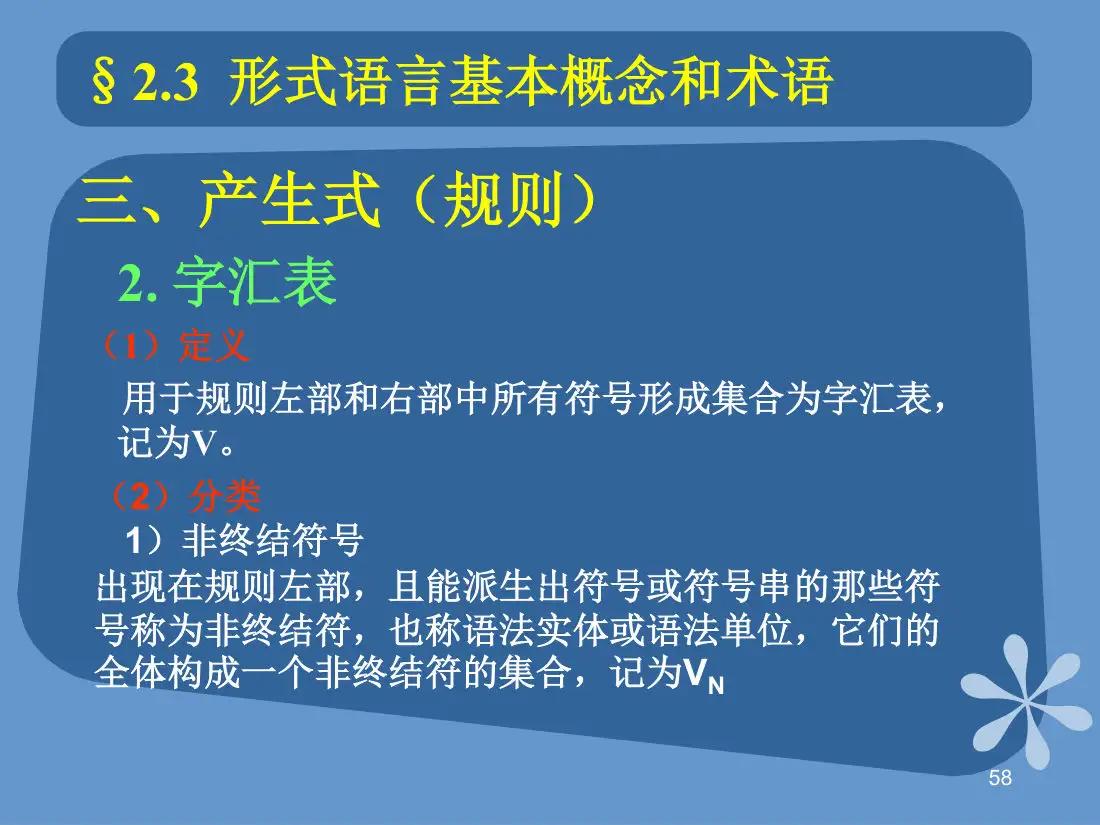 §2.3 形式语言基本概念和术语
三、产生式（规则）
2. 字汇表
（1）定义
用于规则左部和右部中所有符号形成集合为字汇表，
记为V。
（2）分类
1）非终结符号
出现在规则左部，且能派生出符号或符号串的那些符
号称为非终结符，也称语法实体或语法单位，它们的
全体构成一个非终结符的集合，记为VN
58